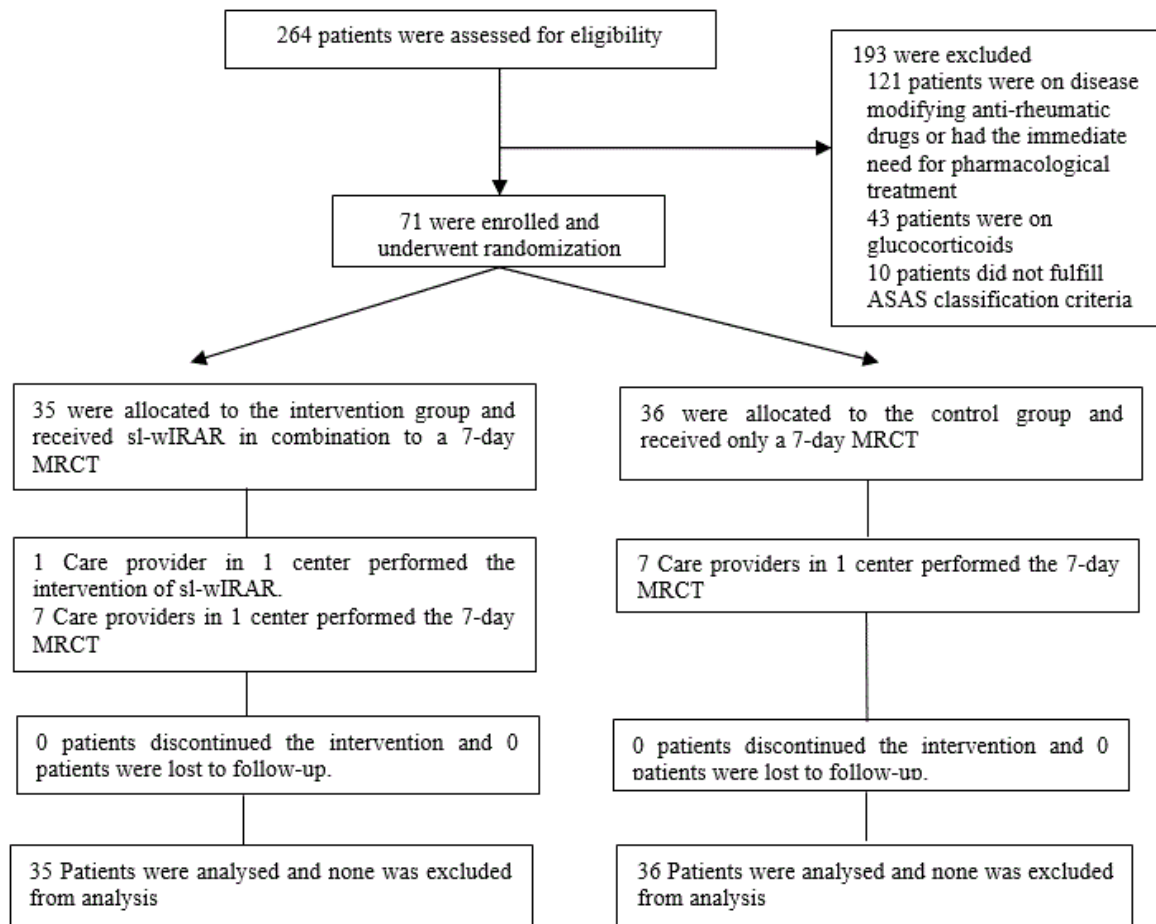 264 patients were assessed for eligibility
193 were excluded
121 patients were on disease
modifying anti-rheumatic
drugs or had the immediate
need for pharmacological
treatment
43 patients were on
glucocorticoids
10 patients did not fulfill
ASAS classification criteria
71 were enrolled and
underwent randomization
35 were allocated to the intervention group and
received sl-wIRAR in combination to a 7-day
MRCT
36 were allocated to the control group and
received only a 7-day MRCT
1 Care provider in 1 center performed the
intervention of sl-wIRAR.
7 Care providers in 1 center performed the 7-day
MRCT
7 Care providers in 1 center performed the 7-day
MRCT
0 patients discontinued the intervention and 0
patients were lost to follow-up.
0 patients discontinued the intervention and 0
patients were lost to follow-up.
35 Patients were analysed and none was excluded
from analysis
36 Patients were analysed and none was excluded
from analysis